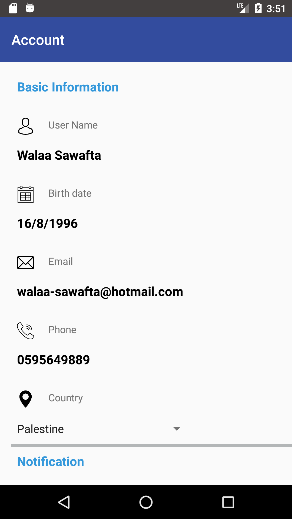 LTE 3:51
Account
Basic Information
User Name
Walaa Sawafta
Birth date
16/8/1996
Email
walaa-sawafta@hotmail.com
Phone
0595649889
Country
Palestine
Notification